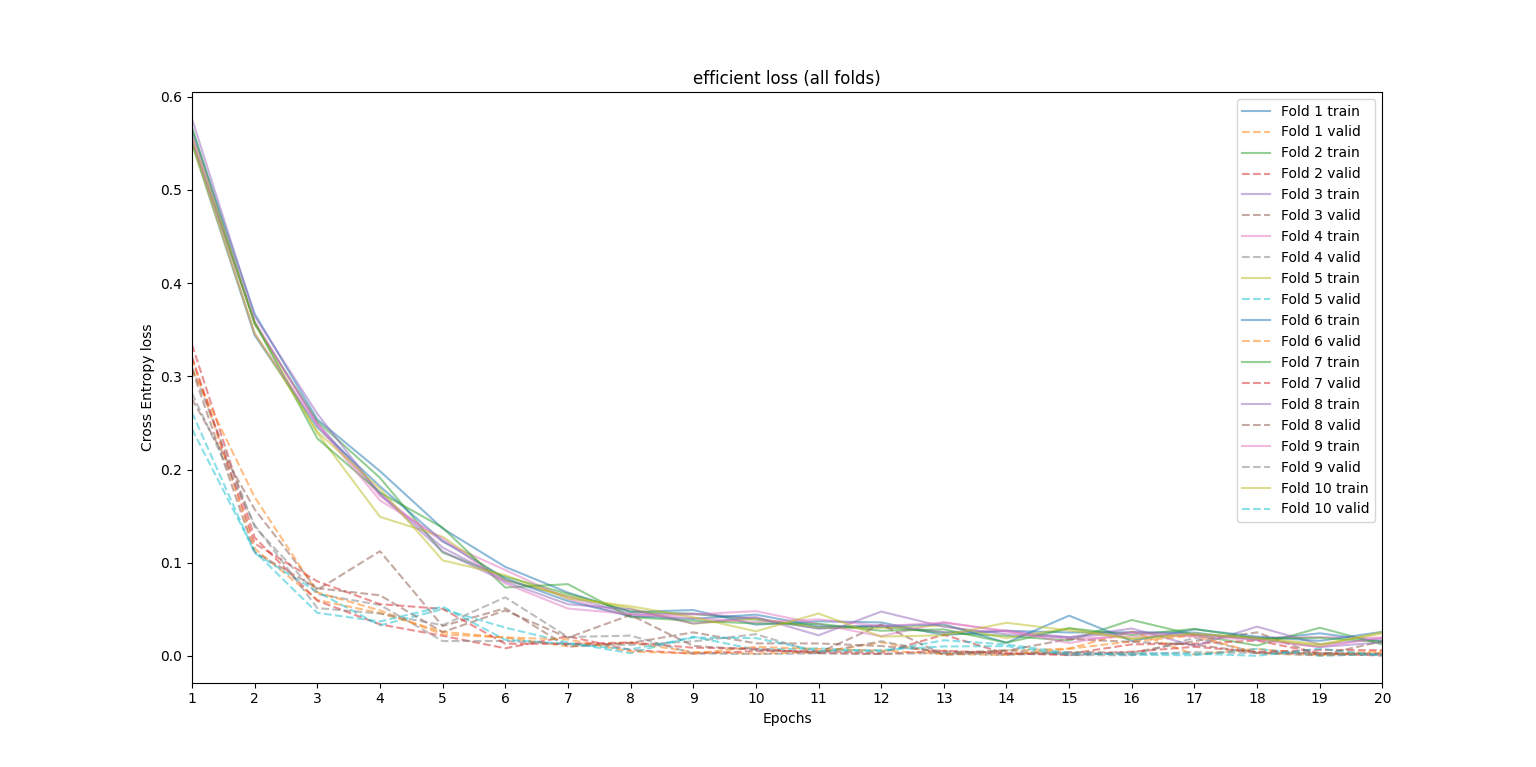 efficient loss (all folds)
Cross Entropy loss
0.6
0.5
0.4
0.3
0.2
0.1
0.0
1 2 3 4 5 6 7 8 9 10 11 12 13 14 15 16 17 18 19 20
Epochs
Fold 1 train
Fold 1 valid
Fold 2 train
Fold 2 valid
Fold 3 train
Fold 3 valid
Fold 4 train
Fold 4 valid
Fold 5 train
Fold 5 valid
Fold 6 train
Fold 6 valid
Fold 7 train
Fold 7 valid
Fold 8 train
Fold 8 valid
Fold 9 train
Fold 9 valid
Fold 10 train
Fold 10 valid